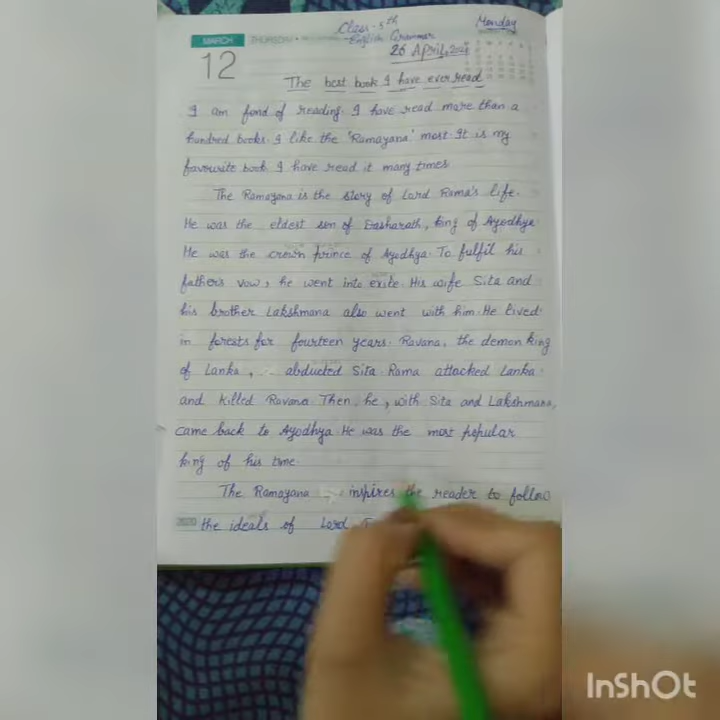 Class - 5th
Monday
English Grammar
26 April, 2021
MARCH
THURSDAY
12
The best book I have ever read
I am fond of reading. I have read more than a
hundred books. I like the 'Ramayana' most. It is my
favourite book. I have read it many times.
The Ramayana is the story of Lord Rama's life.
He was the eldest son of Dasharath, king of Ayodhya.
He was the crown prince of Ayodhya. To fulfil his
father's vow, he went into exile. His wife Sita and
his brother Lakshmana also went with him. He lived
in forests for fourteen years. Ravana, the demon king
of Lanka, abducted Sita. Rama attacked Lanka
and killed Ravana. Then, he, with Sita and Lakshmana,
came back to Ayodhya. He was the most popular
king of his time.
The Ramayana inspires the reader to follow
2020 the ideals of Lord
InShOt